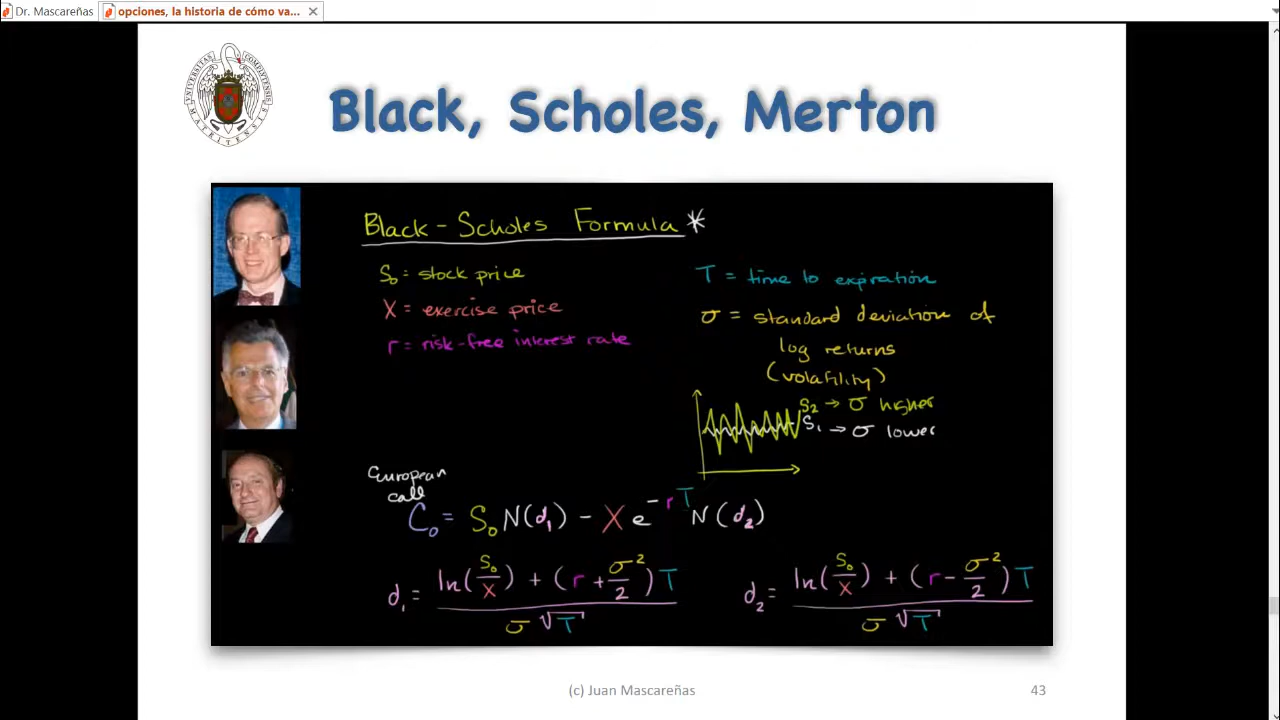 Dr. Mascareñas
opciones, la historia de cómo va...
Black, Scholes, Merton
Black-Scholes Formula *
S₀ = stock price
X = exercise price
r = risk-free interest rate
T = time to expiration
σ = standard deviation of
log returns
(volatility)
S₂ → σ higher
S₁ → σ lower
European
call
C₀ = S₀ N(d₁) - X e^-rT N(d₂)
d₁ = (ln(S₀/X) + (r + σ²/2)T) / (σ√T)
d₂ = (ln(S₀/X) + (r - σ²/2)T) / (σ√T)
(c) Juan Mascareñas
43